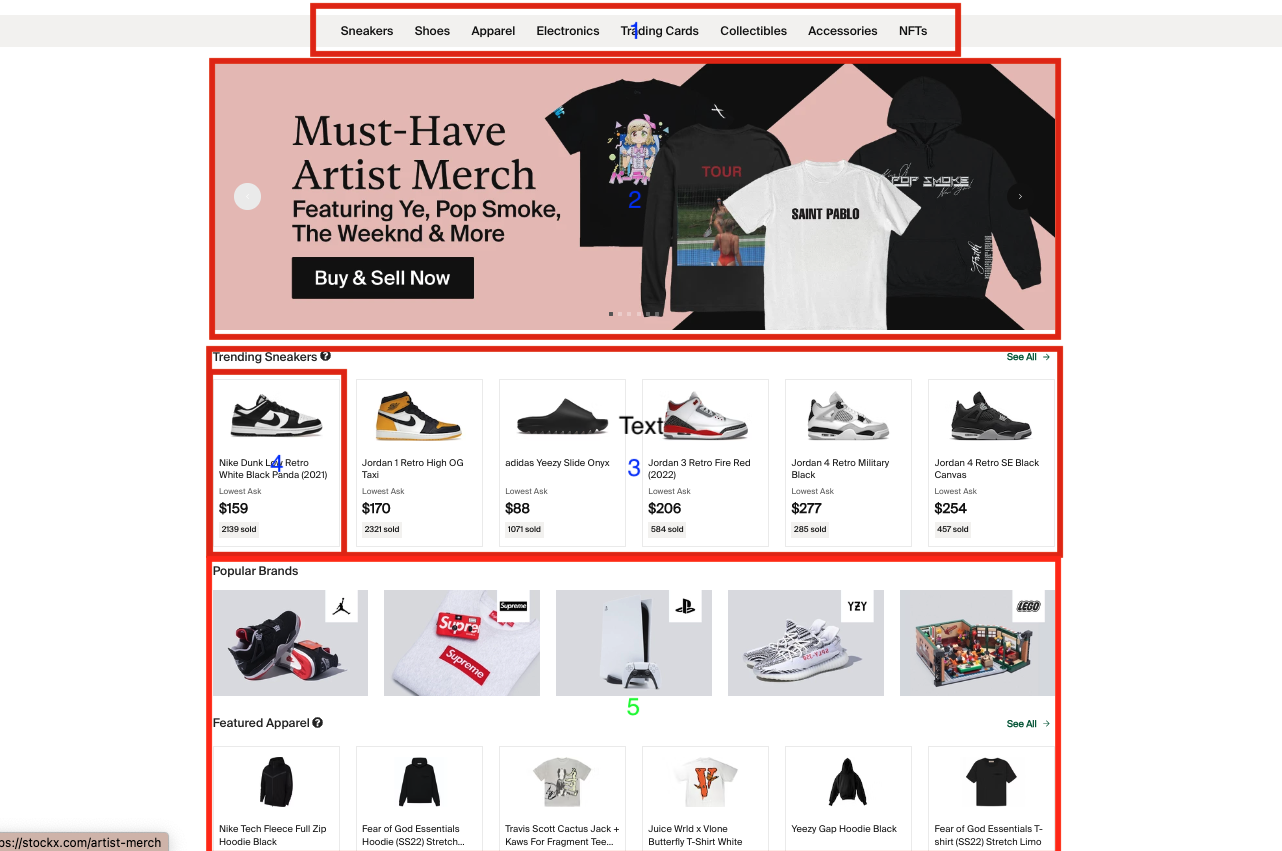 Sneakers Shoes Apparel Electronics Trading Cards Collectibles Accessories NFTs
1
Must-Have
Artist Merch
Featuring Ye, Pop Smoke,
The Weeknd & More
Buy & Sell Now
TOUR
SAINT PABLO
POP SMOKE
Faith
2
Trending Sneakers ?
See All →
Text
Nike Dunk Low Retro
White Black Panda (2021)
Lowest Ask
$159
2139 sold
4
Jordan 1 Retro High OG
Taxi
Lowest Ask
$170
2321 sold
adidas Yeezy Slide Onyx
Lowest Ask
$88
1071 sold
3
Jordan 3 Retro Fire Red
(2022)
Lowest Ask
$206
584 sold
Jordan 4 Retro Military
Black
Lowest Ask
$277
285 sold
Jordan 4 Retro SE Black
Canvas
Lowest Ask
$254
457 sold
Popular Brands
Supreme
Supreme
YZY
LEGO
5
Featured Apparel ?
See All →
Nike Tech Fleece Full Zip
Hoodie Black
Fear of God Essentials
Hoodie (SS22) Stretch...
Travis Scott Cactus Jack +
Kaws For Fragment Tee...
Juice Wrld x Vlone
Butterfly T-Shirt White
Yeezy Gap Hoodie Black
Fear of God Essentials T-
shirt (SS22) Stretch Limo
ps://stockx.com/artist-merch